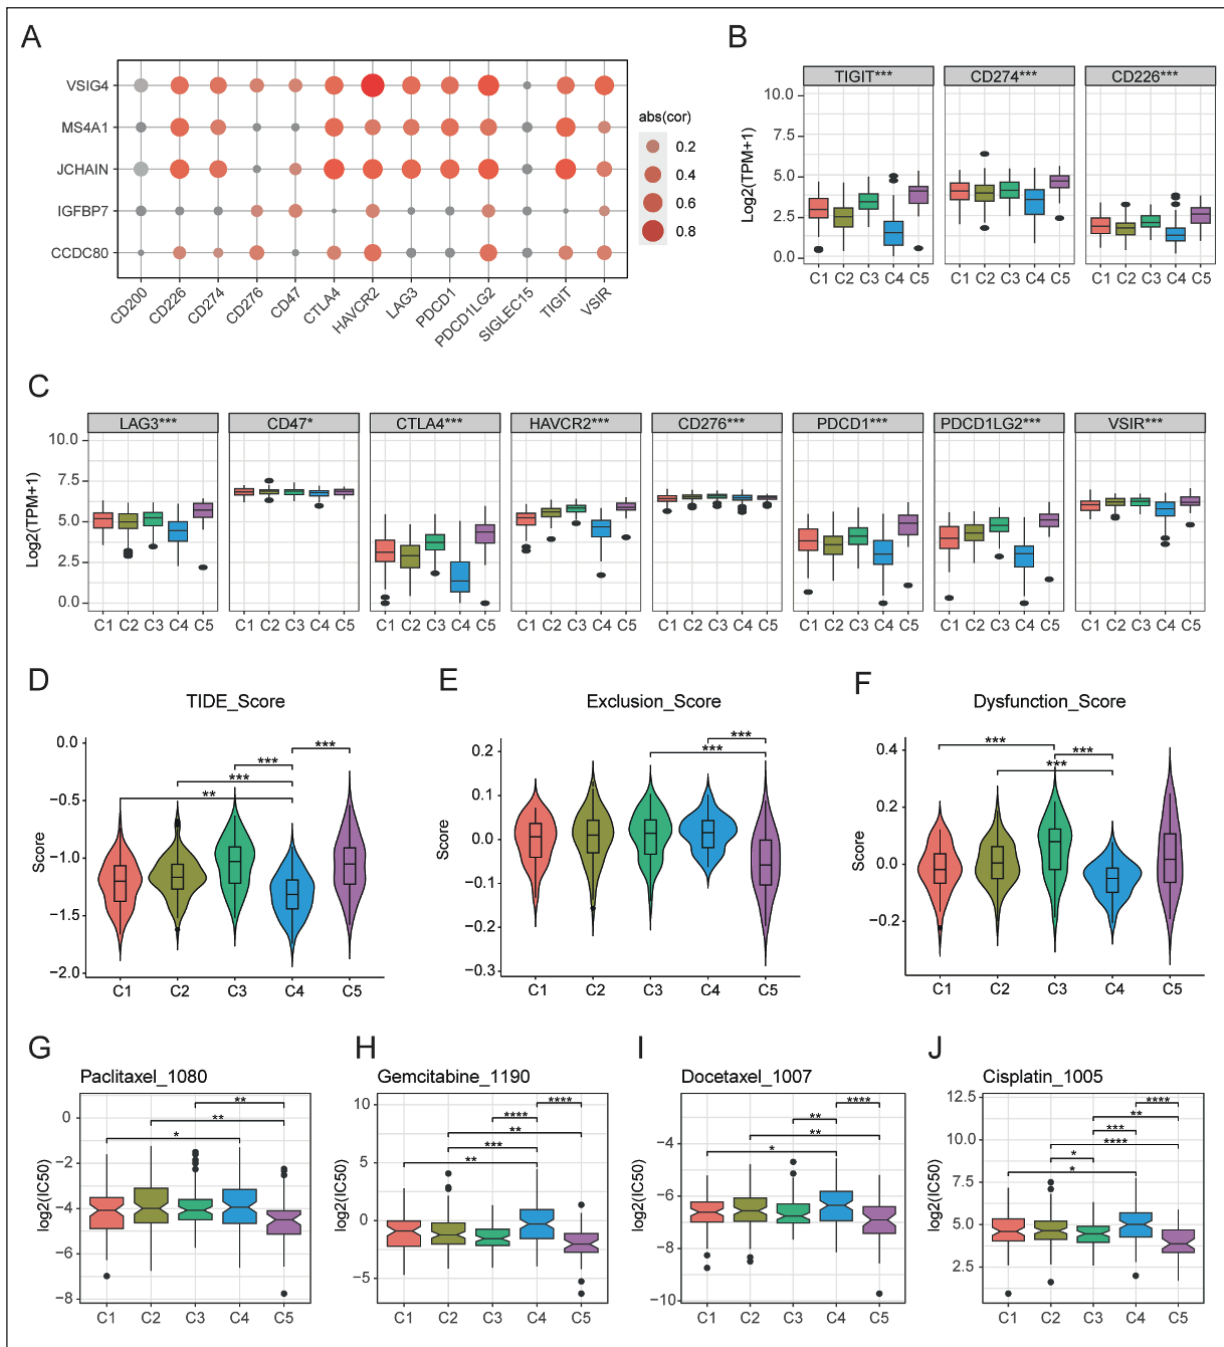 A
VSIG4
MS4A1
JCHAIN
IGFBP7
CCDC80
CD200
CD226
CD274
CD276
CD47
CTLA4
HAVCR2
LAG3
PDCD1
PDCD1LG2
SIGLEC15
TIGIT
VSIR
abs(cor)
0.2
0.4
0.6
0.8
B
TIGIT*** CD274*** CD226***
Log2(TPM+1)
10.0
7.5
5.0
2.5
0.0
C1 C2 C3 C4 C5 C1 C2 C3 C4 C5 C1 C2 C3 C4 C5
C
LAG3*** CD47* CTLA4*** HAVCR2*** CD276*** PDCD1*** PDCD1LG2*** VSIR***
Log2(TPM+1)
10.0
7.5
5.0
2.5
0.0
C1 C2 C3 C4 C5 C1 C2 C3 C4 C5 C1 C2 C3 C4 C5 C1 C2 C3 C4 C5 C1 C2 C3 C4 C5 C1 C2 C3 C4 C5 C1 C2 C3 C4 C5 C1 C2 C3 C4 C5
D
TIDE_Score
Score
0.0
−0.5
−1.0
−1.5
−2.0
***
***
***
**
C1 C2 C3 C4 C5
E
Exclusion_Score
Score
0.2
0.1
0.0
−0.1
−0.2
−0.3
***
***
C1 C2 C3 C4 C5
F
Dysfunction_Score
Score
0.4
0.2
0.0
−0.2
***
***
***
C1 C2 C3 C4 C5
G
Paclitaxel_1080
log2(IC50)
0
−2
−4
−6
−8
**
**
*
C1 C2 C3 C4 C5
H
Gemcitabine_1190
log2(IC50)
10
5
0
−5
****
****
**
***
**
C1 C2 C3 C4 C5
I
Docetaxel_1007
log2(IC50)
−4
−6
−8
−10
****
**
**
*
C1 C2 C3 C4 C5
J
Cisplatin_1005
log2(IC50)
12.5
10.0
7.5
5.0
2.5
****
**
***
****
*
*
C1 C2 C3 C4 C5